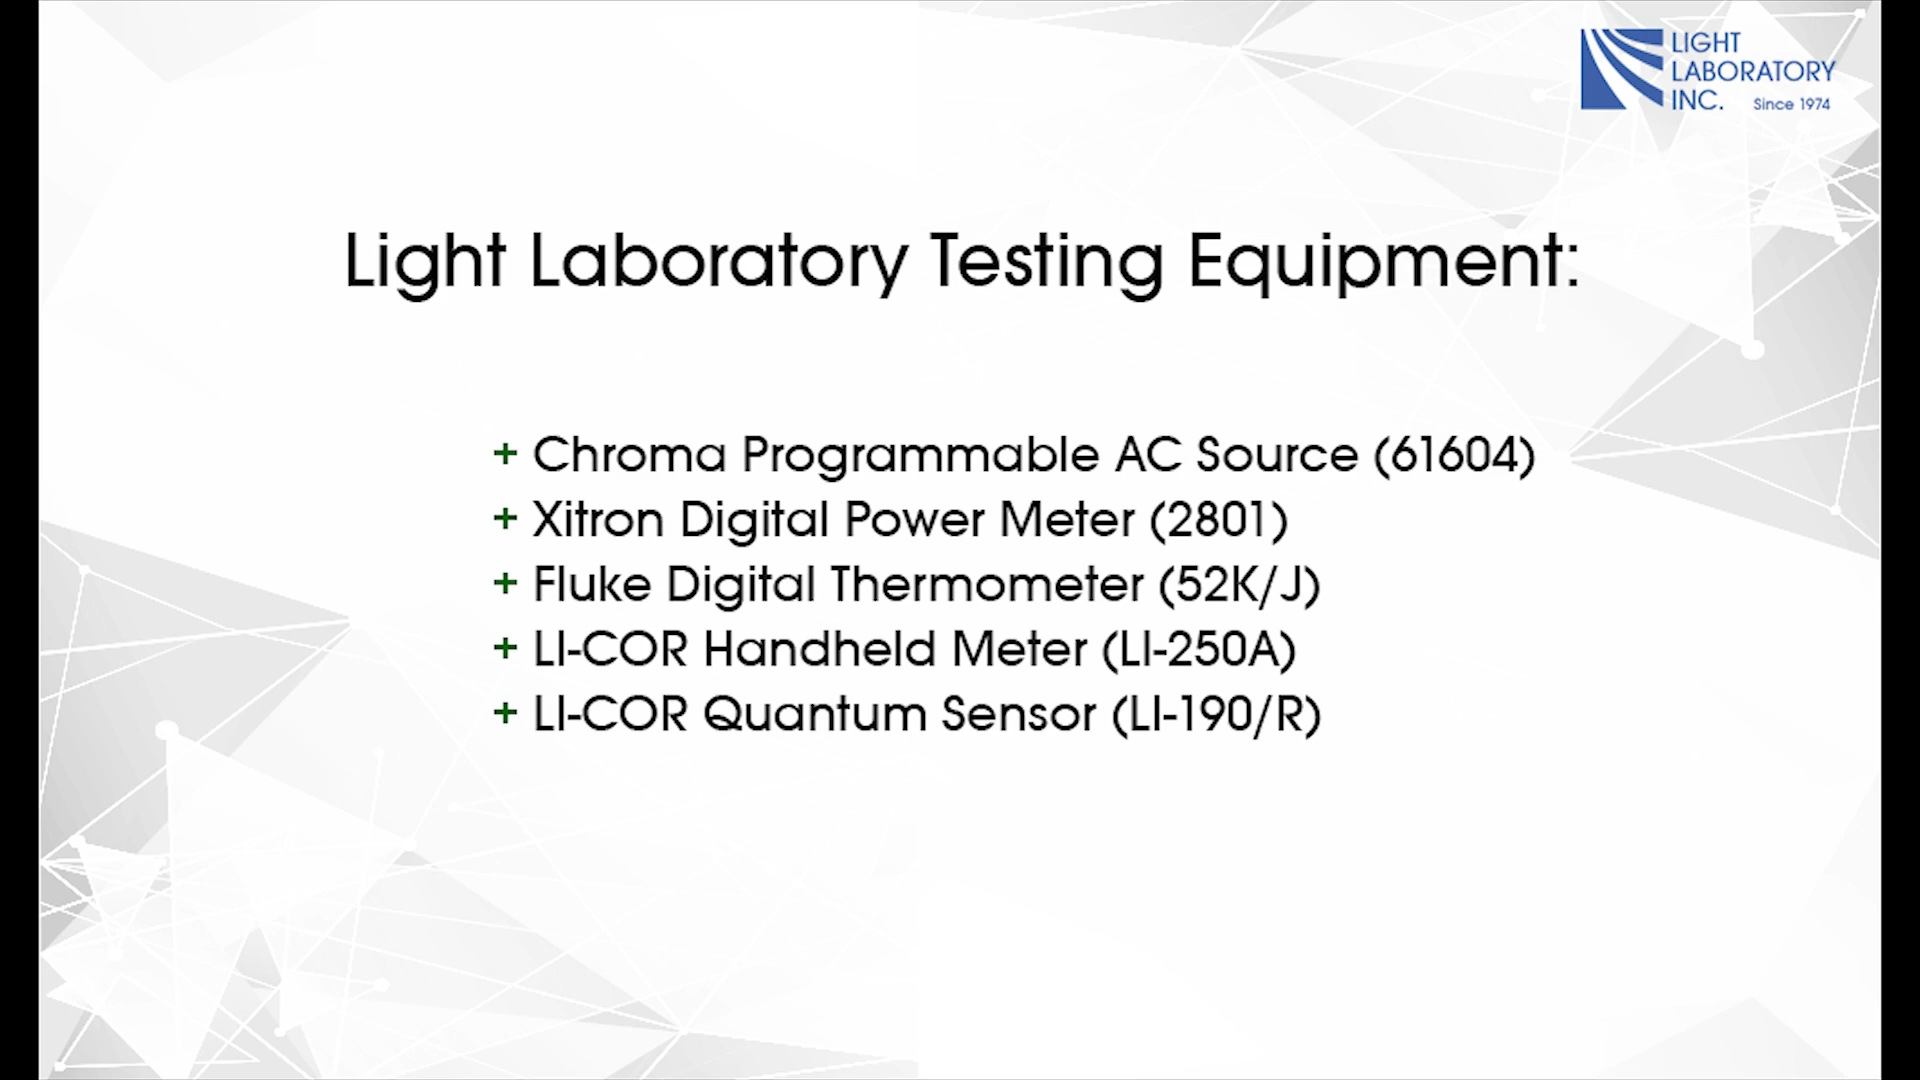 LIGHT
LABORATORY
INC. Since 1974
Light Laboratory Testing Equipment:
+ Chroma Programmable AC Source (61604)
+ Xitron Digital Power Meter (2801)
+ Fluke Digital Thermometer (52K/J)
+ LI-COR Handheld Meter (LI-250A)
+ LI-COR Quantum Sensor (LI-190/R)